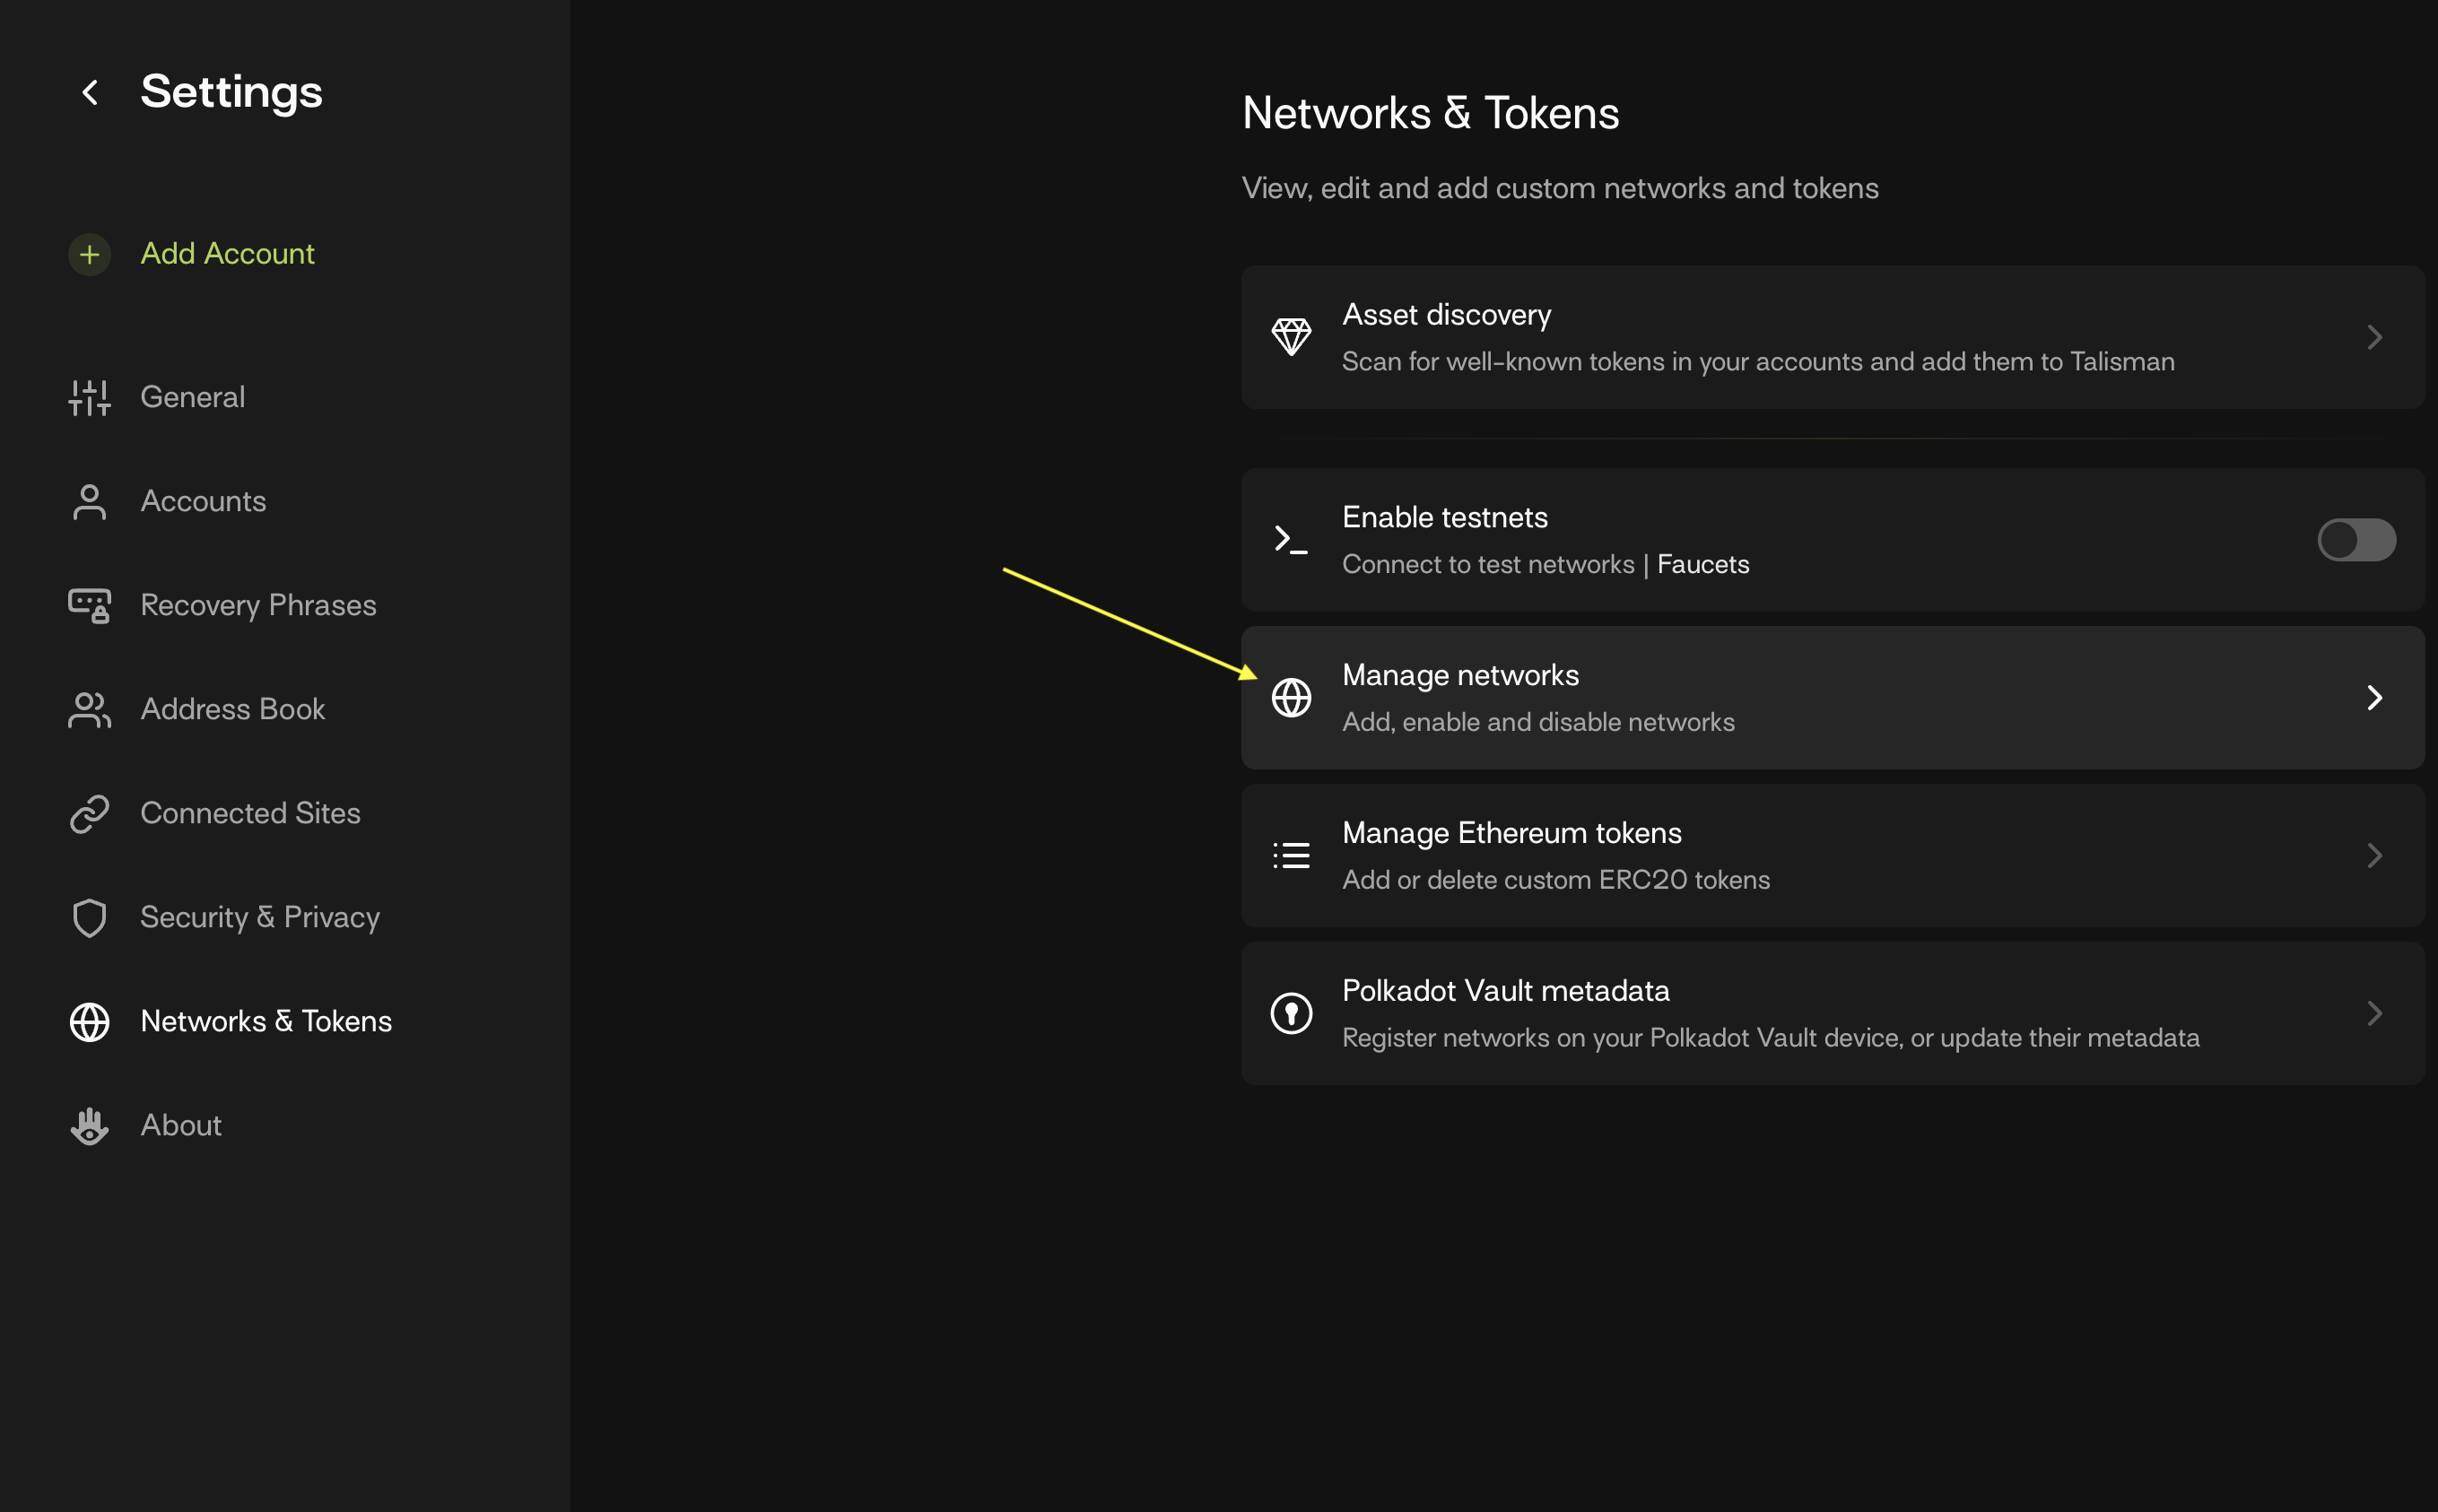 Settings
Add Account
General
Accounts
Recovery Phrases
Address Book
Connected Sites
Security & Privacy
Networks & Tokens
About
Networks & Tokens
View, edit and add custom networks and tokens
Asset discovery
Scan for well-known tokens in your accounts and add them to Talisman
Enable testnets
Connect to test networks | Faucets
Manage networks
Add, enable and disable networks
Manage Ethereum tokens
Add or delete custom ERC20 tokens
Polkadot Vault metadata
Register networks on your Polkadot Vault device, or update their metadata